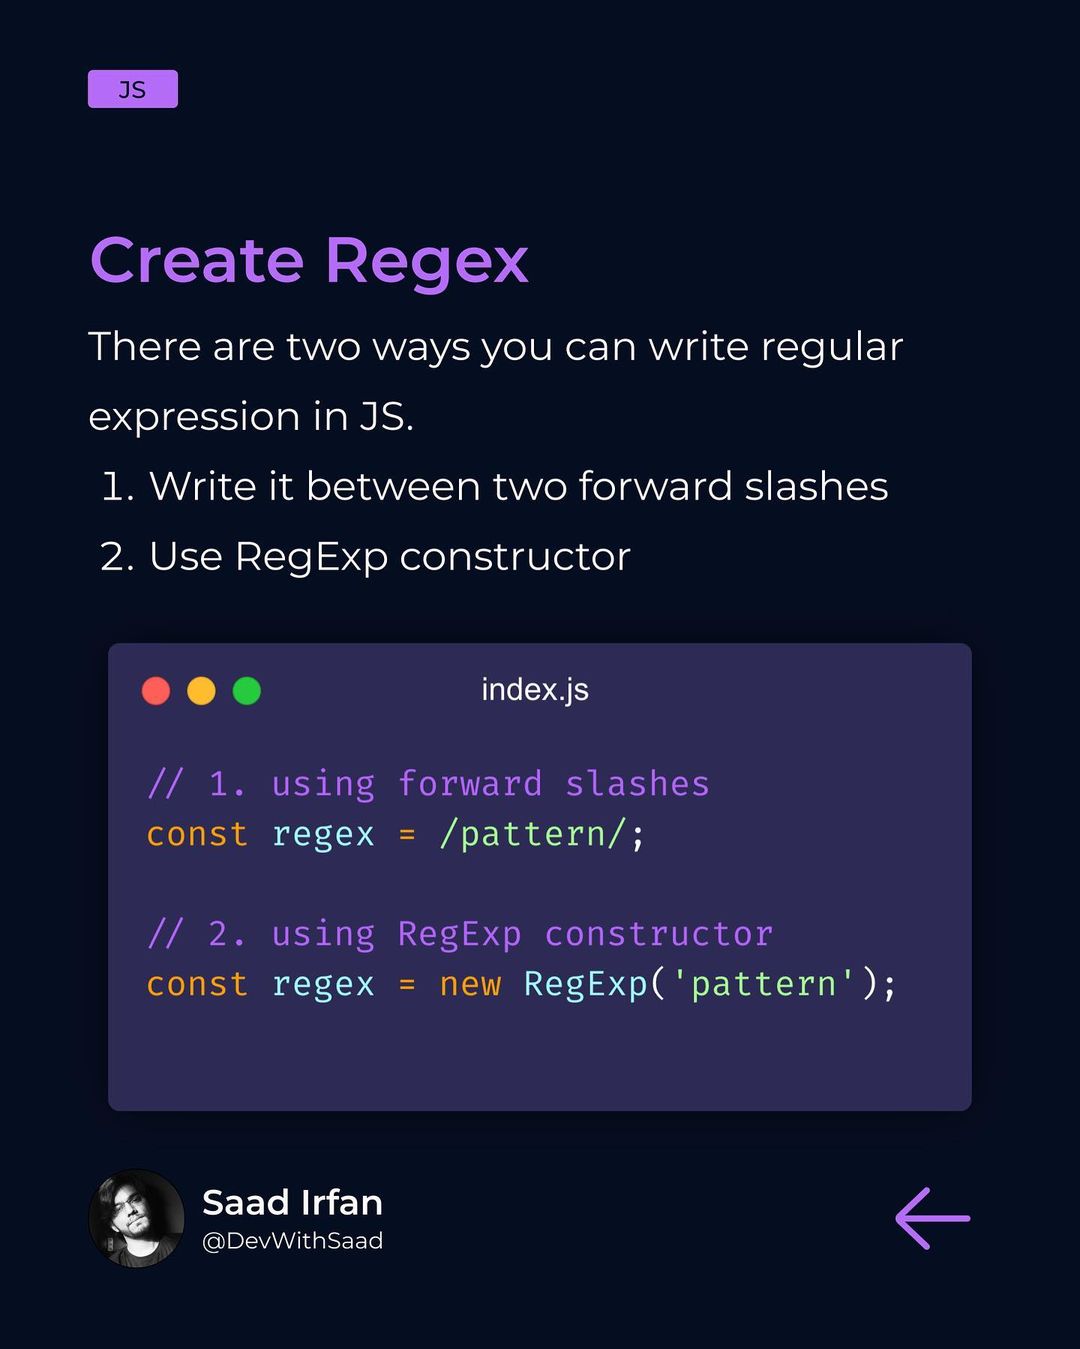 JS
Create Regex
There are two ways you can write regular
expression in JS.
1. Write it between two forward slashes
2. Use RegExp constructor
index.js
// 1. using forward slashes
const regex = /pattern/;
// 2. using RegExp constructor
const regex = new RegExp('pattern');
Saad Irfan
@DevWithSaad